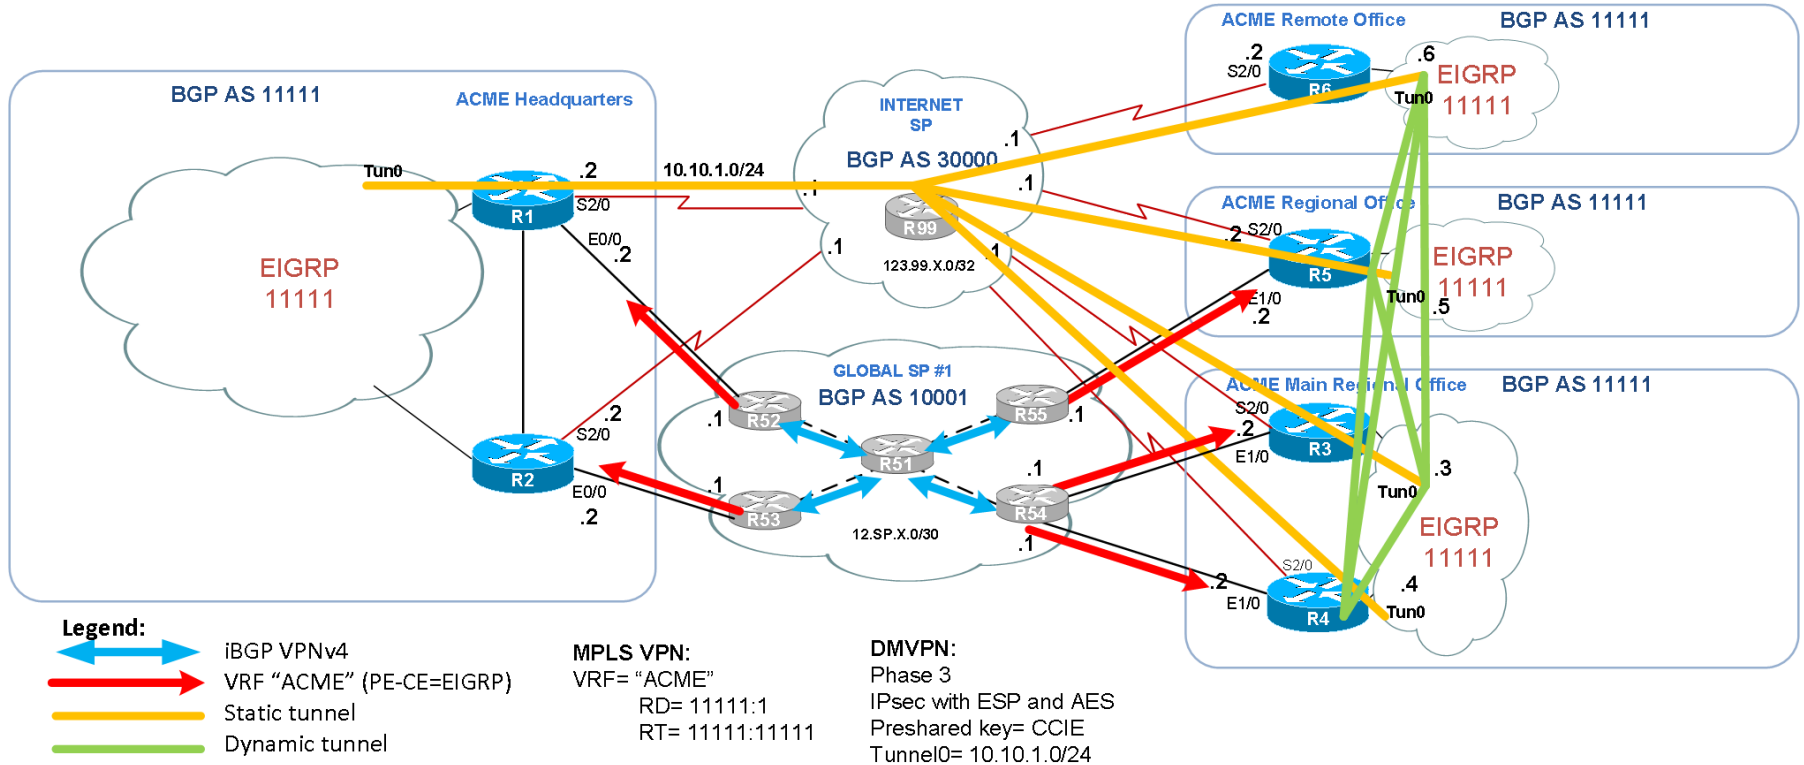 BGP AS 11111
ACME Headquarters
EIGRP
11111
Tun0
R1
.2
S2/0
E0/0
.2
10.10.1.0/24
R2
.2
S2/0
E0/0
.2
INTERNET
SP
BGP AS 30000
.1
.1
.1
.1
.1
R99
123.99.X.0/32
GLOBAL SP #1
BGP AS 10001
R52
.1
R53
.1
R51
R55
.1
R54
.1
.1
12.SP.X.0/30
ACME Remote Office
BGP AS 11111
.2
S2/0
R6
.6
Tun0
EIGRP
11111
ACME Regional Office
BGP AS 11111
.2
S2/0
R5
E1/0
.2
Tun0
.5
EIGRP
11111
ACME Main Regional Office
BGP AS 11111
S2/0
.2
E1/0
R3
.3
Tun0
EIGRP
11111
S2/0
.2
E1/0
R4
.4
Tun0
Legend:
iBGP VPNv4
VRF “ACME” (PE-CE=EIGRP)
Static tunnel
Dynamic tunnel
MPLS VPN:
VRF= “ACME”
RD= 11111:1
RT= 11111:11111
DMVPN:
Phase 3
IPsec with ESP and AES
Preshared key= CCIE
Tunnel0= 10.10.1.0/24